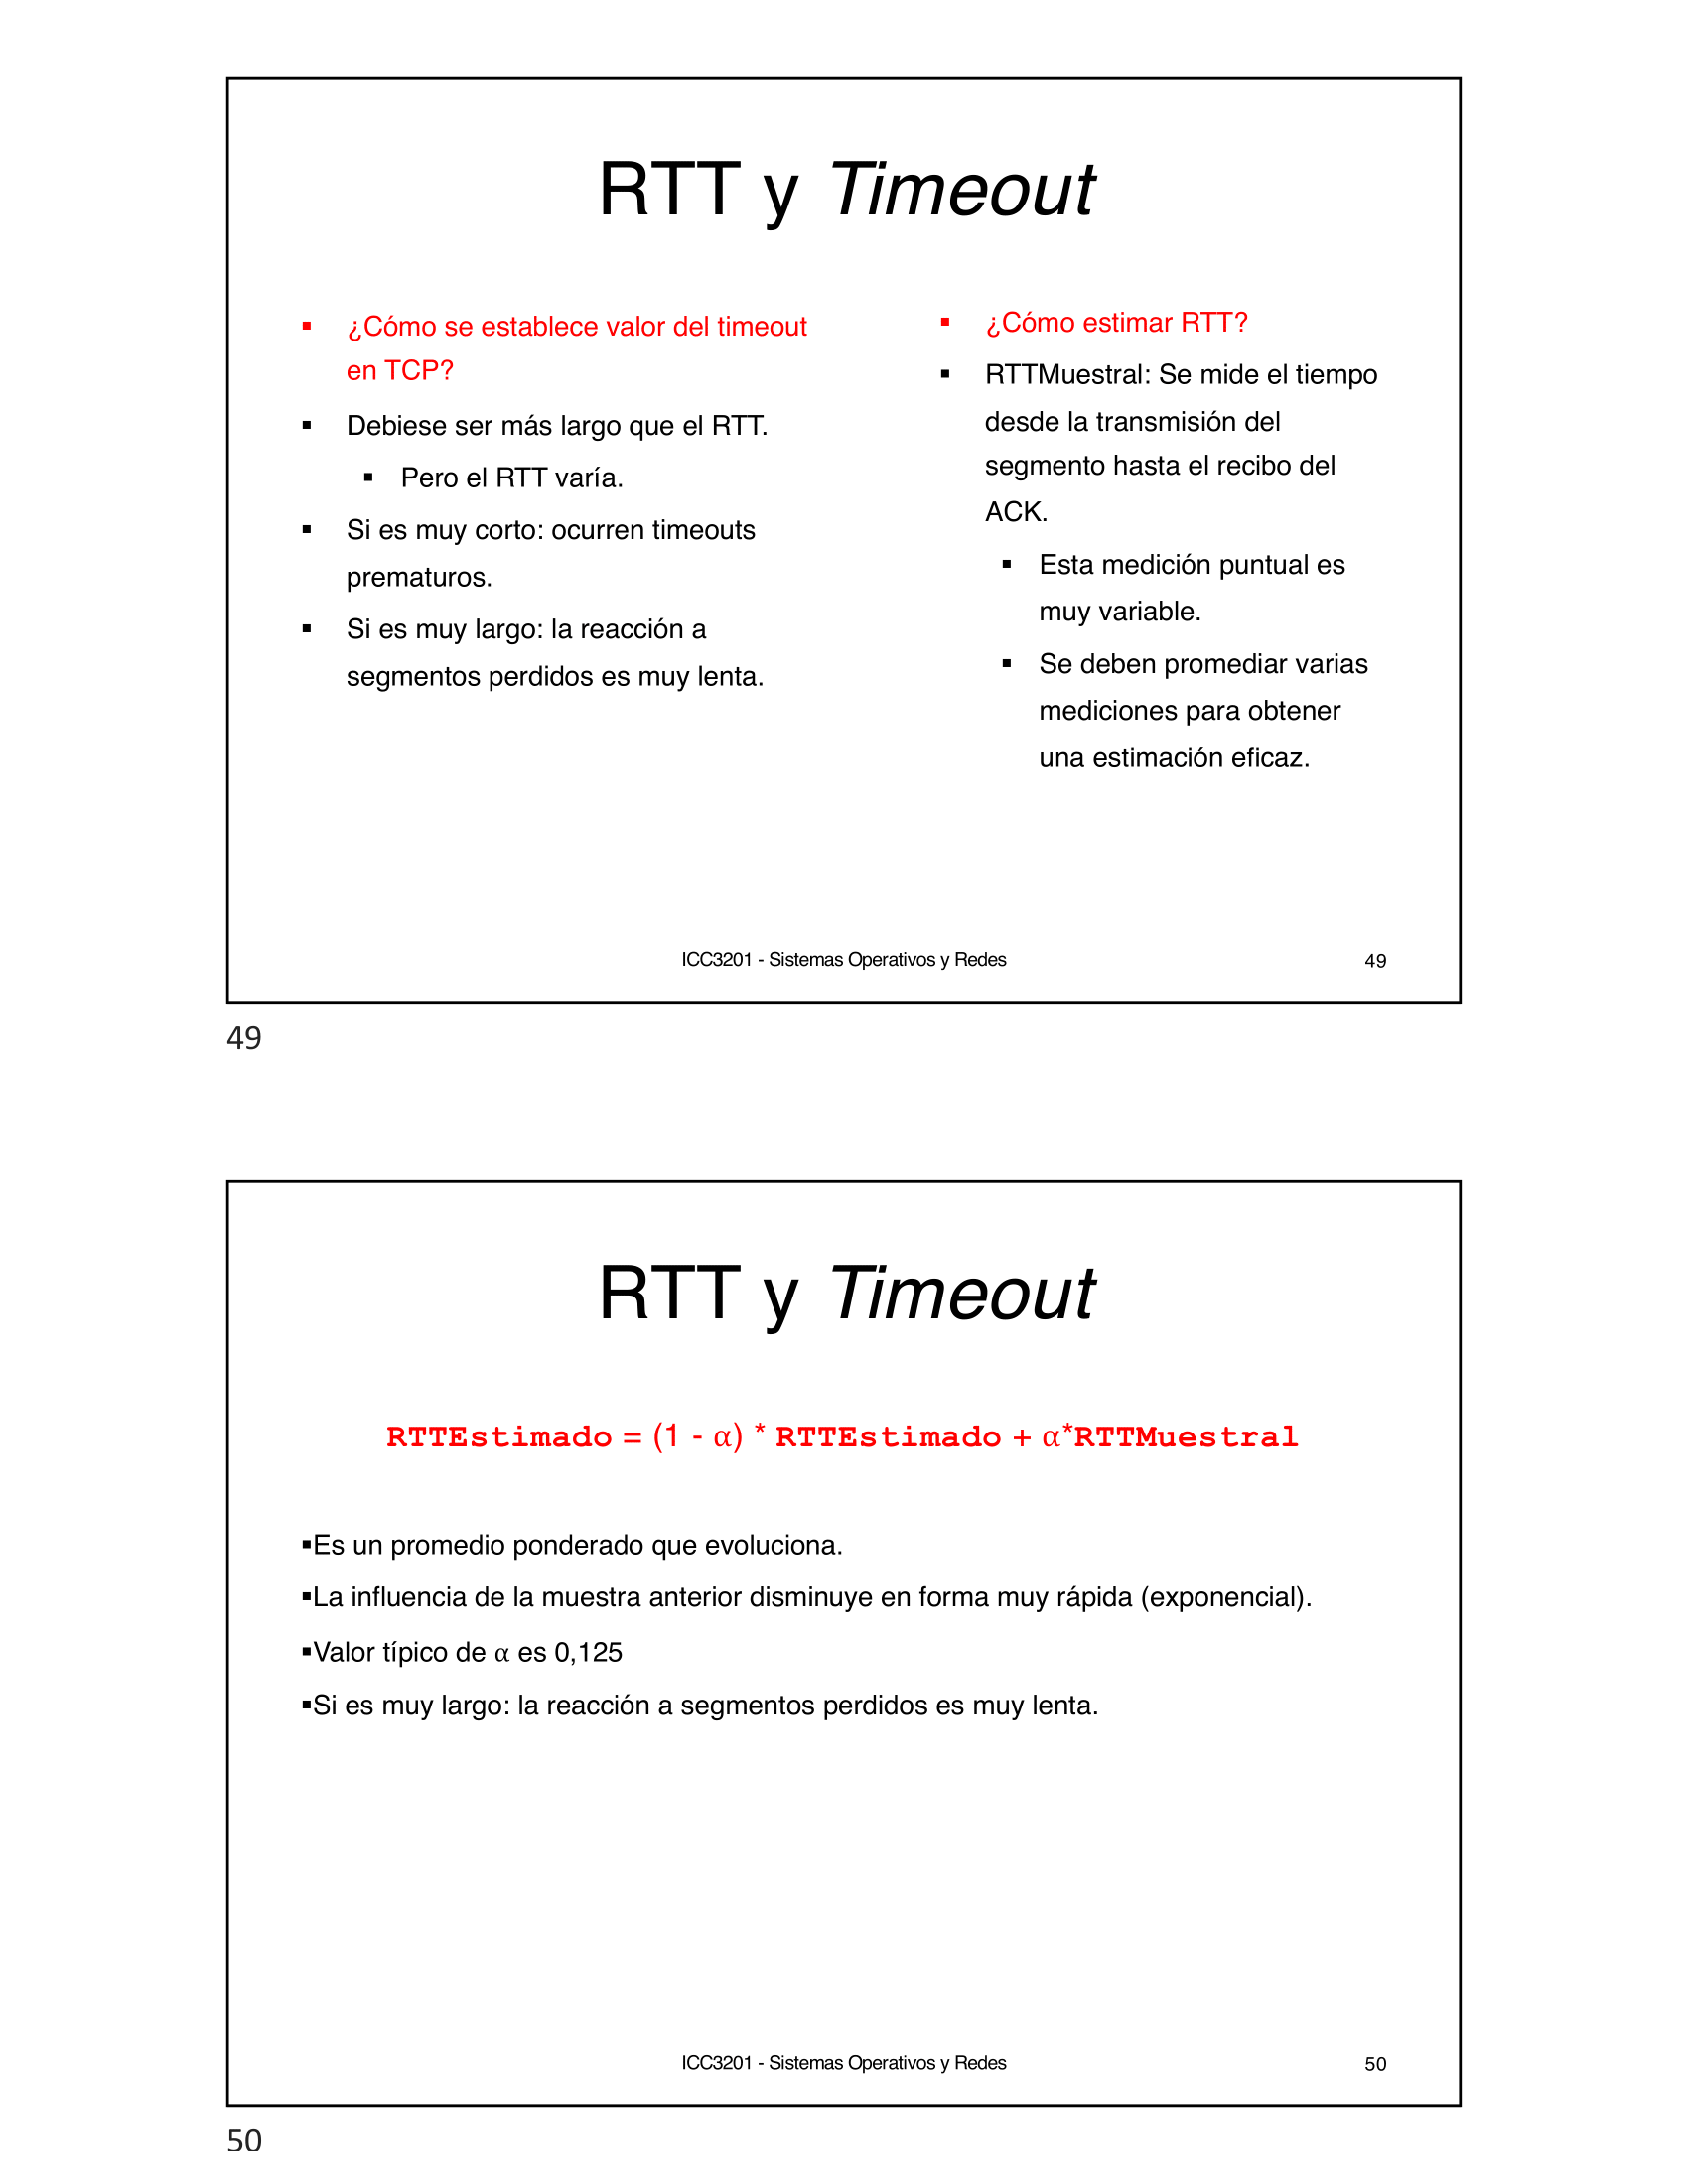 RTT y Timeout
▪ ¿Cómo se establece valor del timeout
en TCP?
▪ Debiese ser más largo que el RTT.
▪ Pero el RTT varía.
▪ Si es muy corto: ocurren timeouts
prematuros.
▪ Si es muy largo: la reacción a
segmentos perdidos es muy lenta.
▪ ¿Cómo estimar RTT?
▪ RTTMuestral: Se mide el tiempo
desde la transmisión del
segmento hasta el recibo del
ACK.
▪ Esta medición puntual es
muy variable.
▪ Se deben promediar varias
mediciones para obtener
una estimación eficaz.
ICC3201 - Sistemas Operativos y Redes 49
49
RTT y Timeout
RTTEstimado = (1 - α) * RTTEstimado + α*RTTMuestral
▪Es un promedio ponderado que evoluciona.
▪La influencia de la muestra anterior disminuye en forma muy rápida (exponencial).
▪Valor típico de α es 0,125
▪Si es muy largo: la reacción a segmentos perdidos es muy lenta.
ICC3201 - Sistemas Operativos y Redes 50
50